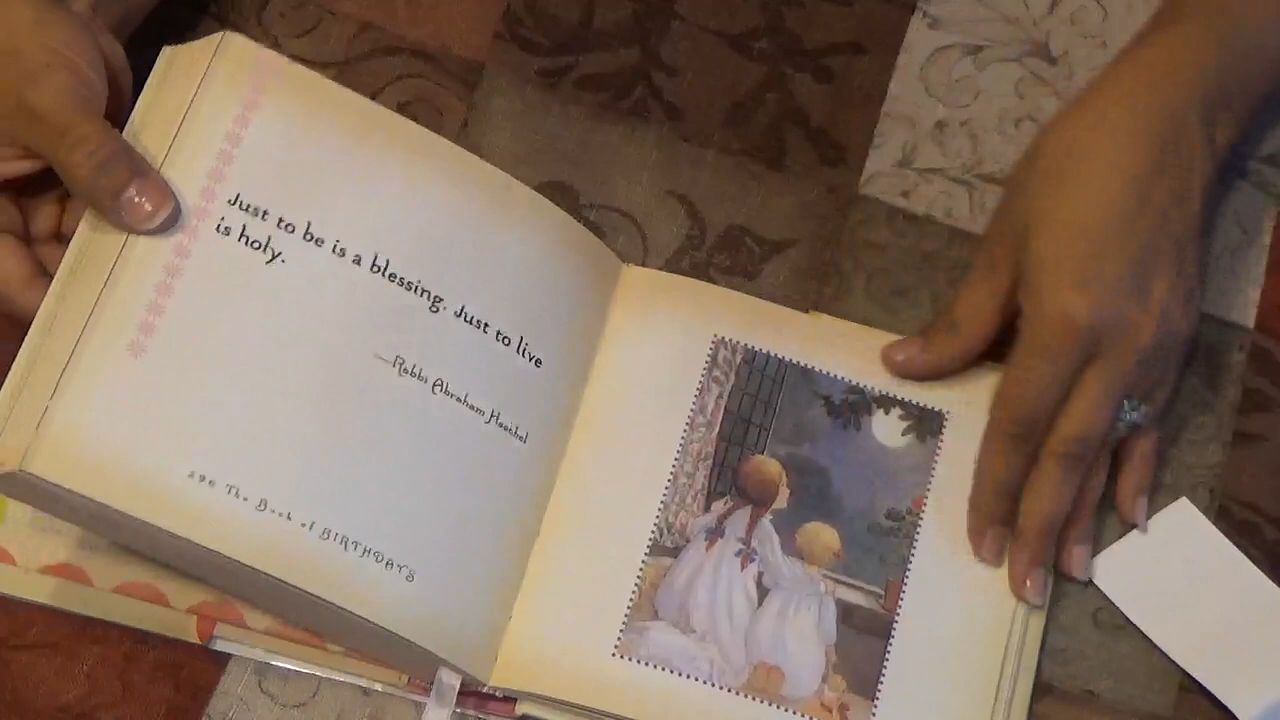 Just to be is a blessing. Just to live
is holy.
—Rabbi Abraham Heschel
296 The Book of BIRTHDAYS